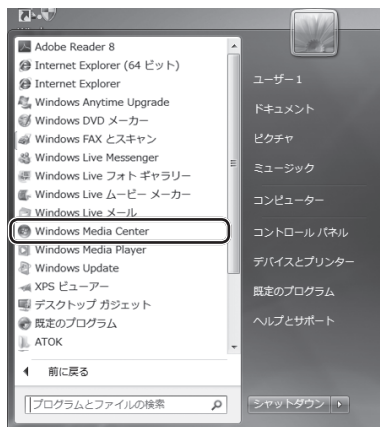 Adobe Reader 8
Internet Explorer (64 ビット)
Internet Explorer
Windows Anytime Upgrade
Windows DVD メーカー
Windows FAX とスキャン
Windows Live Messenger
Windows Live フォト ギャラリー
Windows Live ムービー メーカー
Windows Live メール
Windows Media Center
Windows Media Player
Windows Update
XPS ビューアー
デスクトップ ガジェット
既定のプログラム
ATOK
前に戻る
プログラムとファイルの検索
ユーザー1
ドキュメント
ピクチャ
ミュージック
コンピューター
コントロール パネル
デバイスとプリンター
既定のプログラム
ヘルプとサポート
シャットダウン